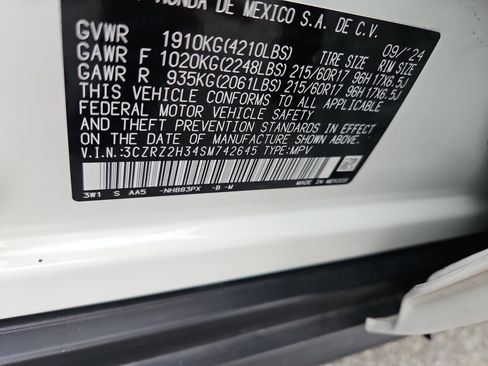 HONDA DE MEXICO S.A. DE C.V.
09/'24
GVWR 1910KG(4210LBS) TIRE SIZE RIM SIZE
GAWR F 1020KG(2248LBS) 215/60R17 96H 17X6.5J
GAWR R 935KG(2061LBS) 215/60R17 96H 17X6.5J
THIS VEHICLE CONFORMS TO ALL APPLICABLE
FEDERAL MOTOR VEHICLE SAFETY
AND THEFT PREVENTION STANDARDS IN EFFECT
ON THE DATE OF MANUFACTURE SHOWN ABOVE.
V.I.N.:3CZRZ2H34SM742645 TYPE:MPV
3W1 S AA5 -NH883PX -B -M
MADE IN MEXICO